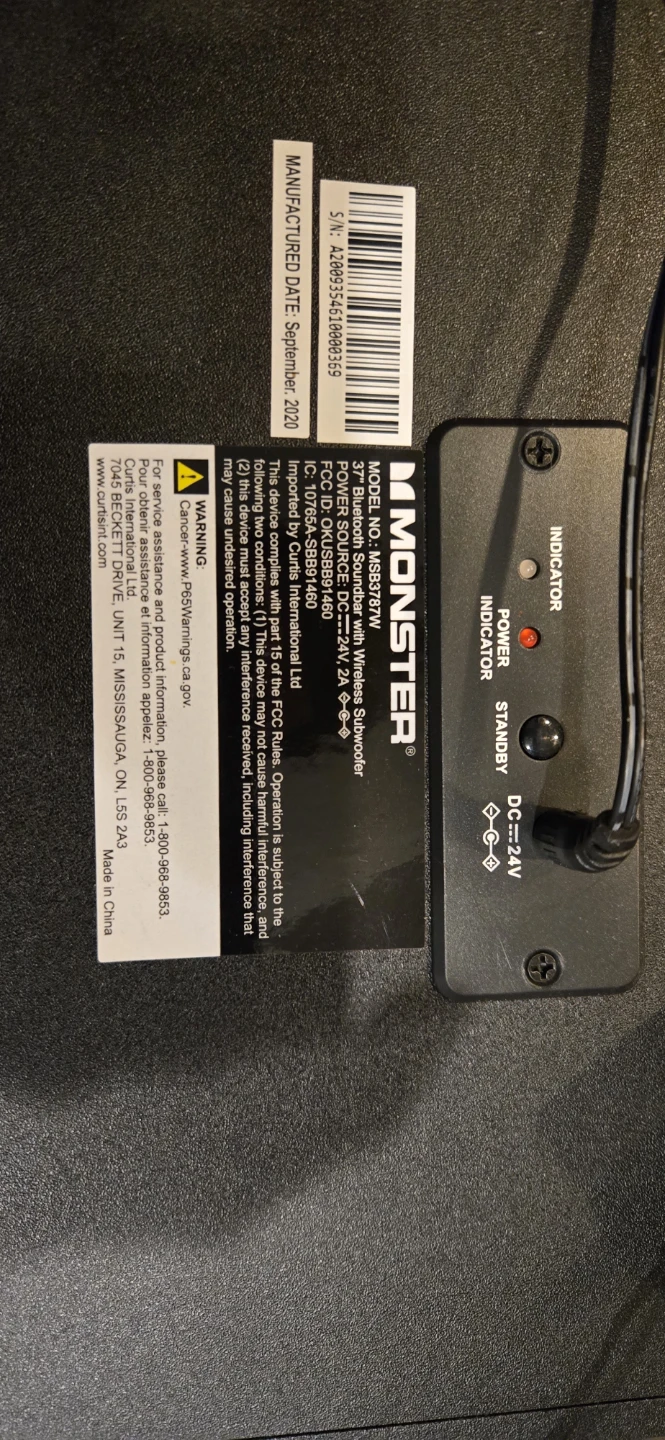 INDICATOR
POWER
INDICATOR
STANDBY
DC 24V
S/N: A2009354610000369
MANUFACTURED DATE: September. 2020
MONSTER®
MODEL NO.: MSB3787W
37" Bluetooth Soundbar with Wireless Subwoofer
POWER SOURCE: DC 24V, 2A
FCC ID: OKUSBB91460
IC: 10765A-SBB91460
Imported by Curtis International Ltd
This device complies with part 15 of the FCC Rules. Operation is subject to the
following two conditions: (1) This device may not cause harmful interference, and
(2) this device must accept any interference received, including interference that
may cause undesired operation.
WARNING:
Cancer-www.P65Warnings.ca.gov.
For service assistance and product information, please call: 1-800-968-9853.
Pour obtenir assistance et information appelez: 1-800-968-9853.
Curtis International Ltd.
7045 BECKETT DRIVE, UNIT 15, MISSISSAUGA, ON, L5S 2A3
www.curtisint.com Made in China